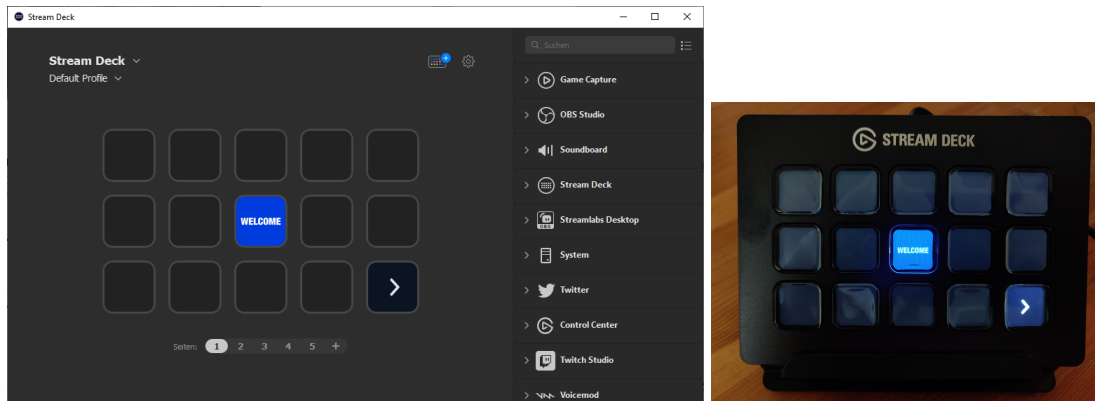 Stream Deck
Stream Deck
Default Profile
WELCOME
Seiten: 1 2 3 4 5 +
Suchen
Game Capture
OBS Studio
Soundboard
Stream Deck
OBS
Streamlabs Desktop
System
Twitter
Control Center
Twitch Studio
Voicemod
STREAM DECK
WELCOME